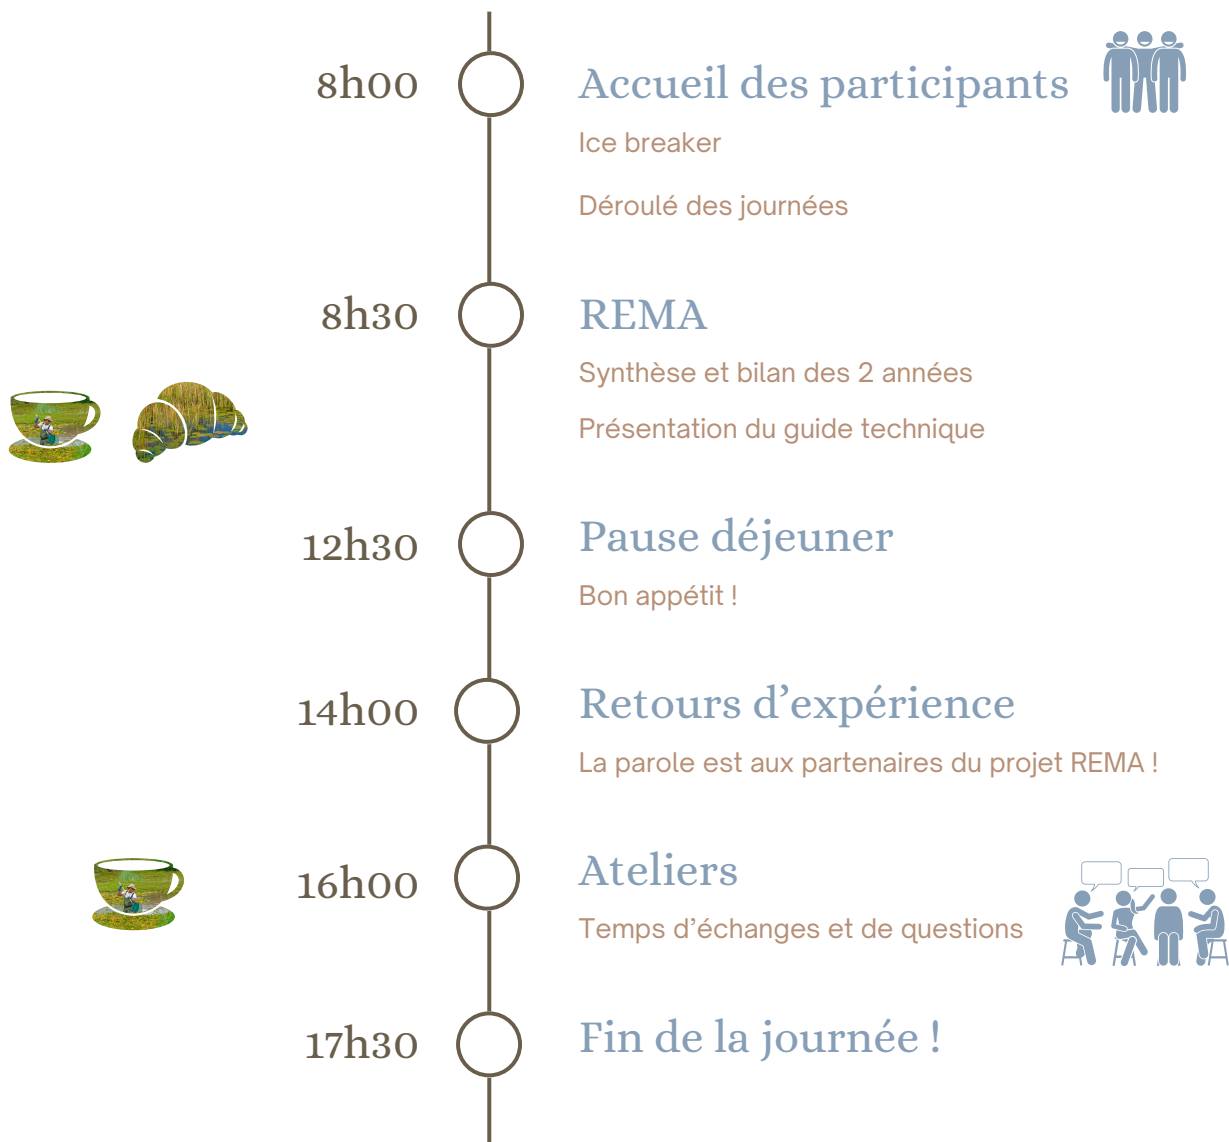 8h00
Accueil des participants
Ice breaker
Déroulé des journées
8h30
REMA
Synthèse et bilan des 2 années
Présentation du guide technique
12h30
Pause déjeuner
Bon appétit !
14h00
Retours d’expérience
La parole est aux partenaires du projet REMA !
16h00
Ateliers
Temps d’échanges et de questions
17h30
Fin de la journée !